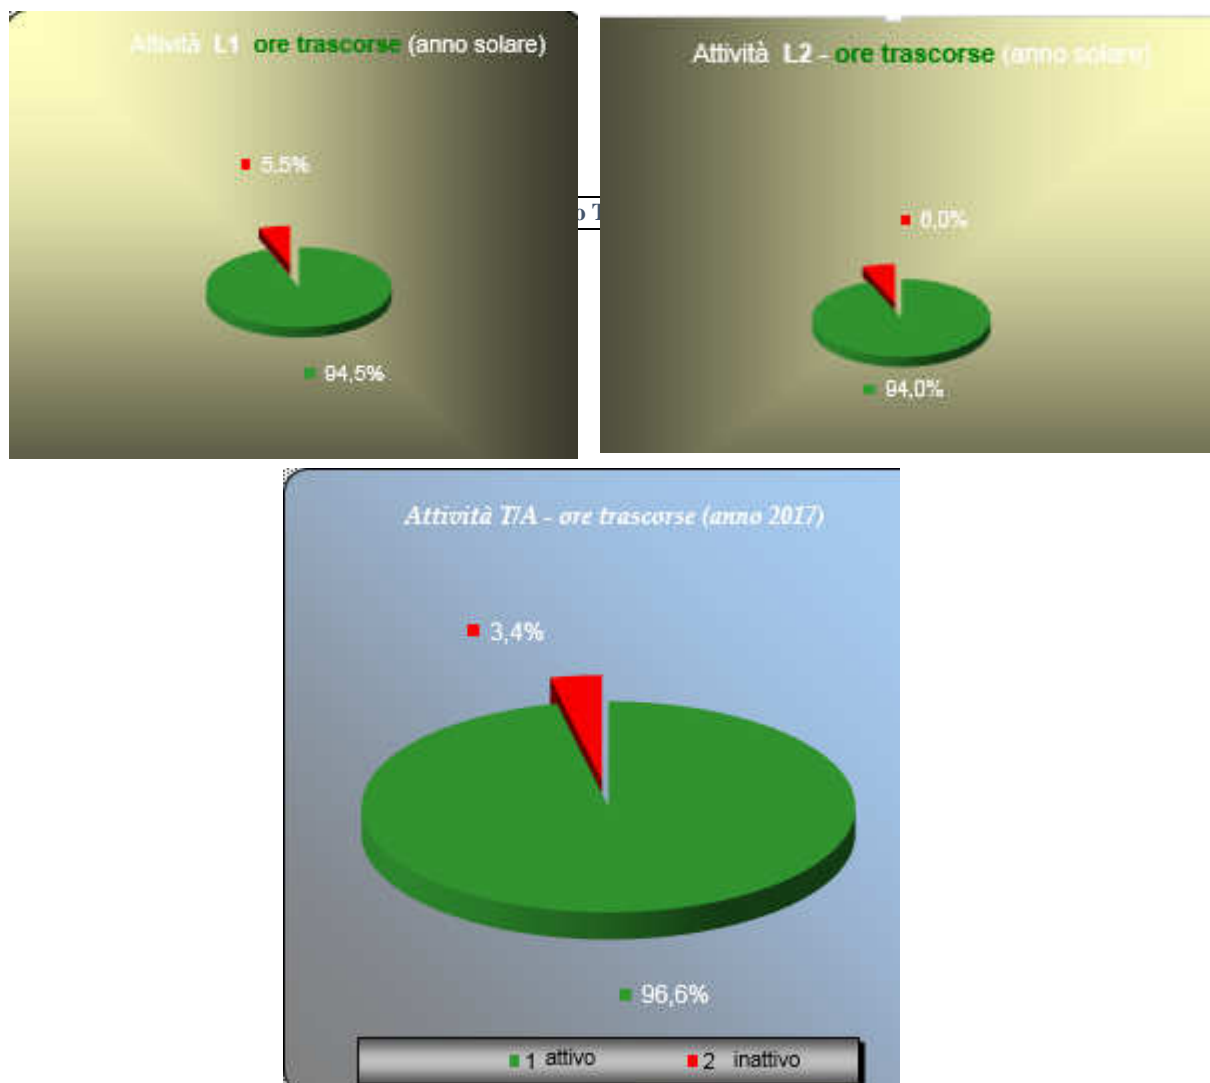 Attività L1 ore trascorse (anno solare)
5,5%
94,5%
Attività L2 - ore trascorse (anno solare)
6,0%
94,0%
o T
Attività T/A - ore trascorse (anno 2017)
3,4%
96,6%
1 attivo 2 inattivo